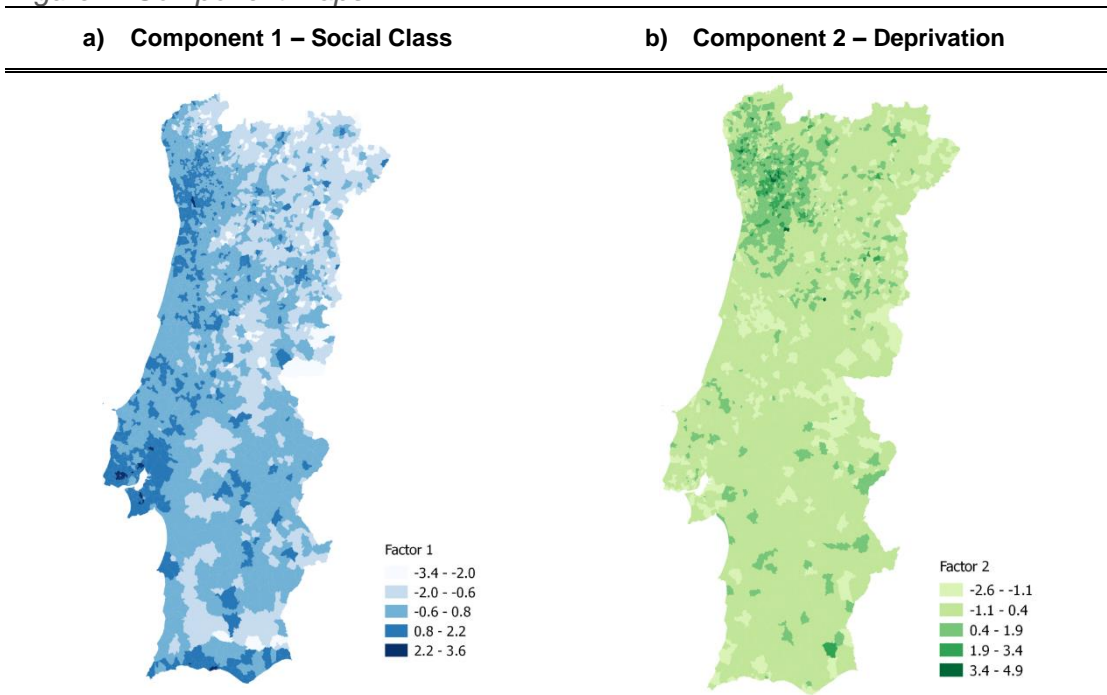 a) Component 1 – Social Class
b) Component 2 – Deprivation
Factor 1
-3.4 - -2.0
-2.0 - -0.6
-0.6 - 0.8
0.8 - 2.2
2.2 - 3.6
Factor 2
-2.6 - -1.1
-1.1 - 0.4
0.4 - 1.9
1.9 - 3.4
3.4 - 4.9